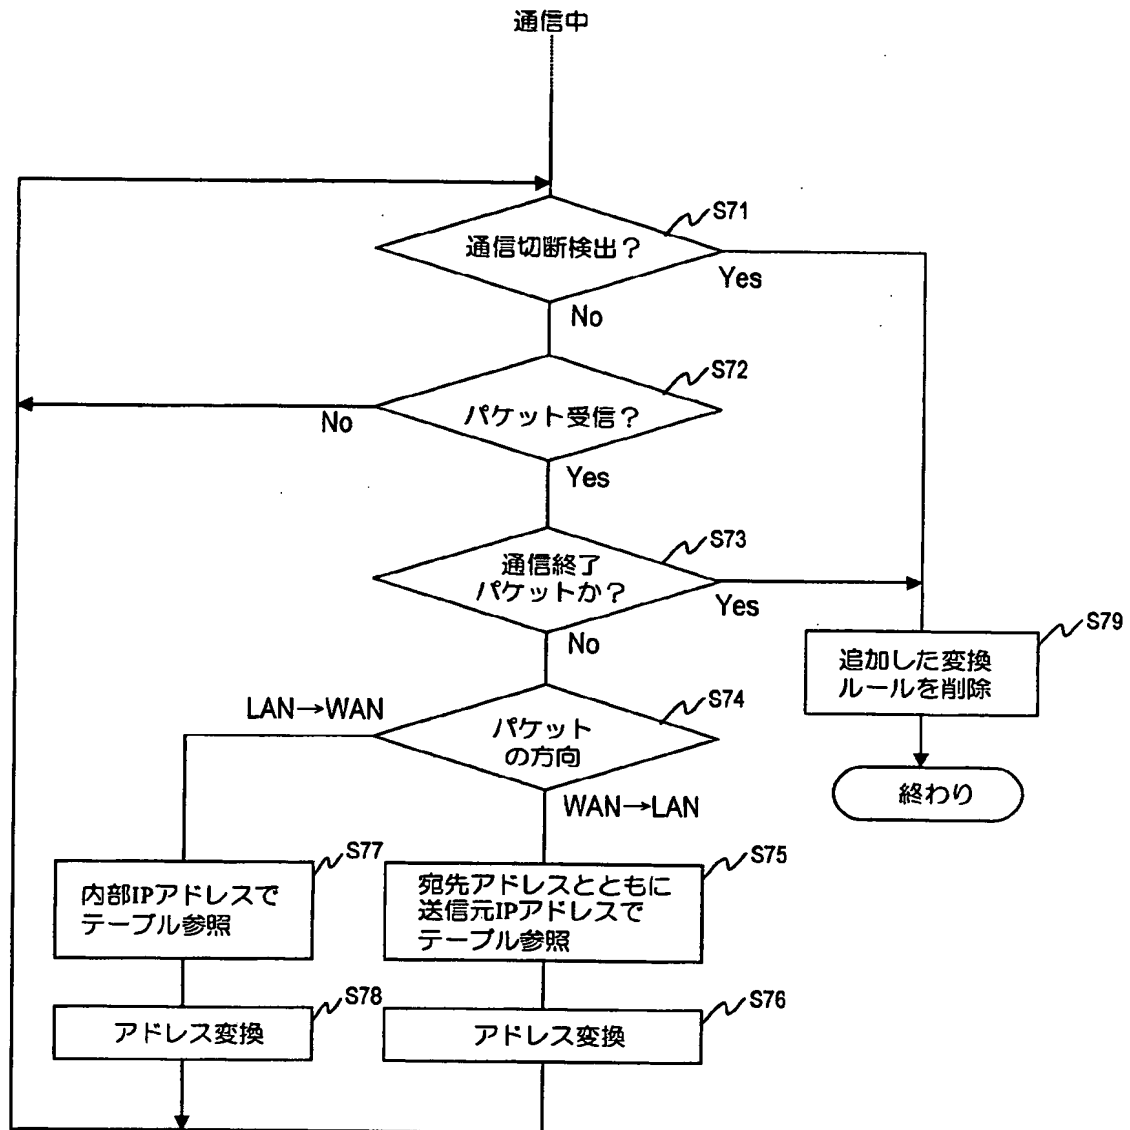 通信中
S71
通信切断検出？
Yes
No
S72
パケット受信？
No
Yes
S73
通信終了
パケットか？
Yes
No
S79
追加した変換
ルールを削除
S74
LAN→WAN
パケット
の方向
終わり
WAN→LAN
S77
内部IPアドレスで
テーブル参照
S75
宛先アドレスとともに
送信元IPアドレスで
テーブル参照
S78
アドレス変換
S76
アドレス変換